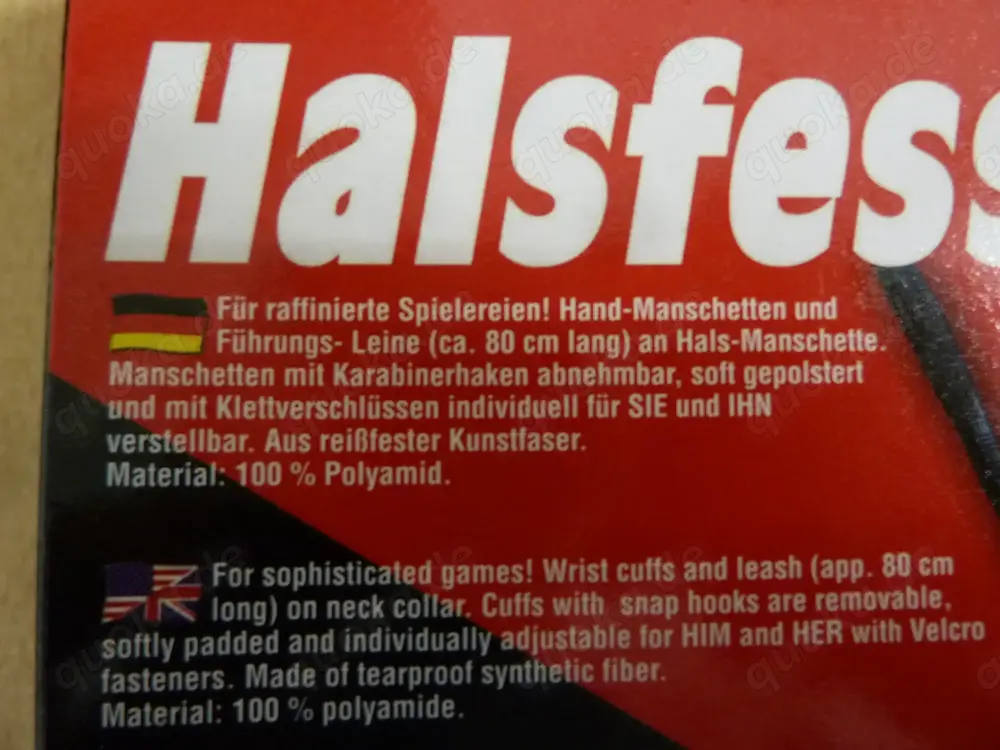 Halsfess
Für raffinierte Spielereien! Hand-Manschetten und
Führungs- Leine (ca. 80 cm lang) an Hals-Manschette.
Manschetten mit Karabinerhaken abnehmbar, soft gepolstert
und mit Klettverschlüssen individuell für SIE und IHN
verstellbar. Aus reißfester Kunstfaser.
Material: 100 % Polyamid.
For sophisticated games! Wrist cuffs and leash (app. 80 cm
long) on neck collar. Cuffs with snap hooks are removable,
softly padded and individually adjustable for HIM and HER with Velcro
fasteners. Made of tearproof synthetic fiber.
Material: 100 % polyamide.
quoka.de